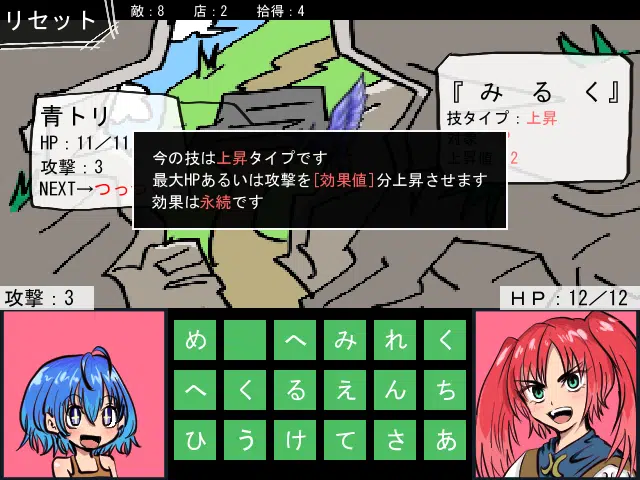 リセット
敵：8 店：2 拾得：4
青トリ
HP：11／11
攻撃：3
NEXT→つっつ
『 み る く』
技タイプ：上昇
対象
上昇値 2
今の技は上昇タイプです
最大HPあるいは攻撃を[効果値]分上昇させます
効果は永続です
攻撃：3
ＨＰ：12／12
め へ み れ く
へ く る え ん ち
ひ う け て さ あ